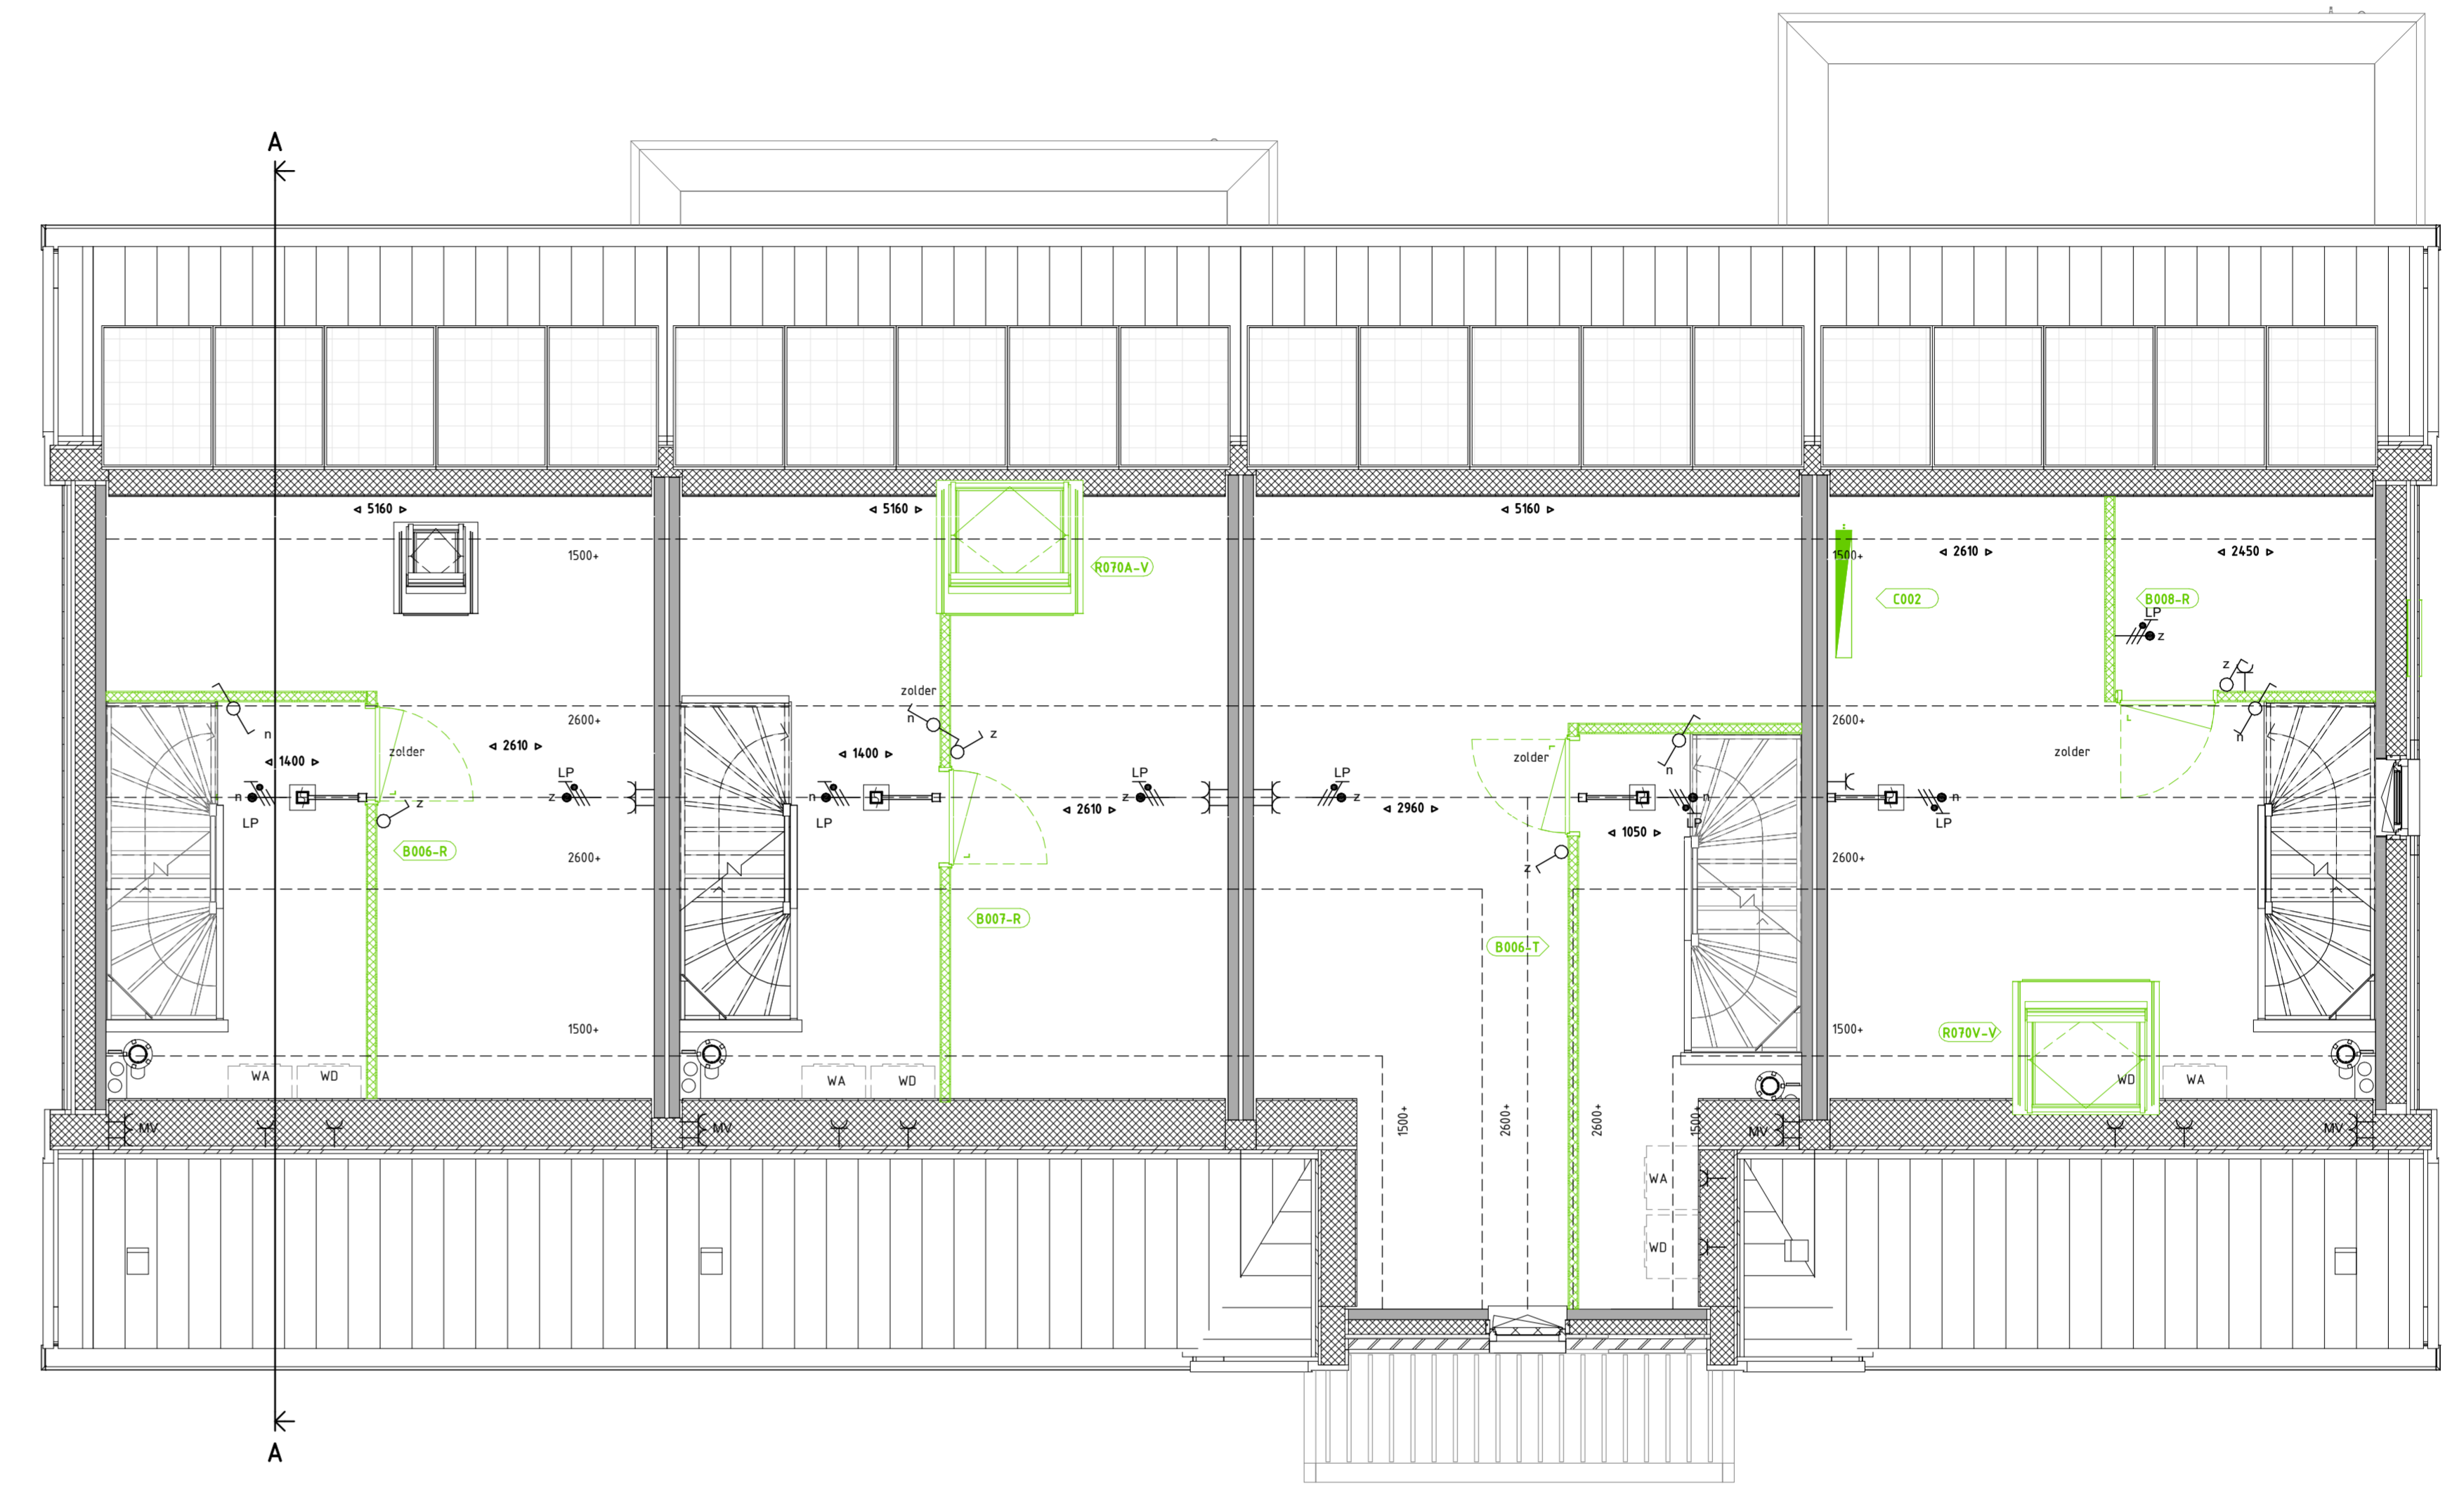 A
5160
5160
5160
1500+
1500+
2610
2450
R070A-V
C002
B008-R
LP
z
z
zolder
n
2600+
2600+
n
z
n
n
zolder
2610
1400
zolder
1400
zolder
n
LP
LP
LP
LP
n
z
n
z
z
n
n
z
2610
2960
1050
LP
LP
LP
LP
B006-R
2600+
2600+
z
B007-R
B006-T
1500+
1500+
R070V-V
WA
WD
WA
WD
WD
WA
MV
MV
1500+
2600+
2600+
1500+
MV
MV
WA
WD
A